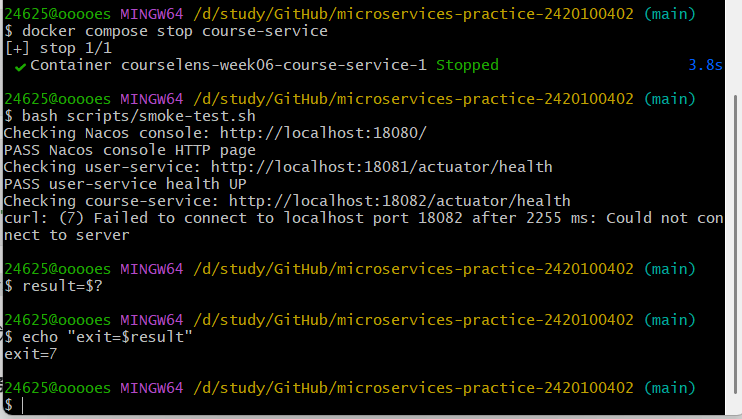 24625@ooooes MINGW64 /d/study/GitHub/microservices-practice-2420100402 (main)
$ docker compose stop course-service
[+] stop 1/1
✔ Container courselens-week06-course-service-1 Stopped 3.8s
24625@ooooes MINGW64 /d/study/GitHub/microservices-practice-2420100402 (main)
$ bash scripts/smoke-test.sh
Checking Nacos console: http://localhost:18080/
PASS Nacos console HTTP page
Checking user-service: http://localhost:18081/actuator/health
PASS user-service health UP
Checking course-service: http://localhost:18082/actuator/health
curl: (7) Failed to connect to localhost port 18082 after 2255 ms: Could not con
nect to server
24625@ooooes MINGW64 /d/study/GitHub/microservices-practice-2420100402 (main)
$ result=$?
24625@ooooes MINGW64 /d/study/GitHub/microservices-practice-2420100402 (main)
$ echo "exit=$result"
exit=7
24625@ooooes MINGW64 /d/study/GitHub/microservices-practice-2420100402 (main)
$